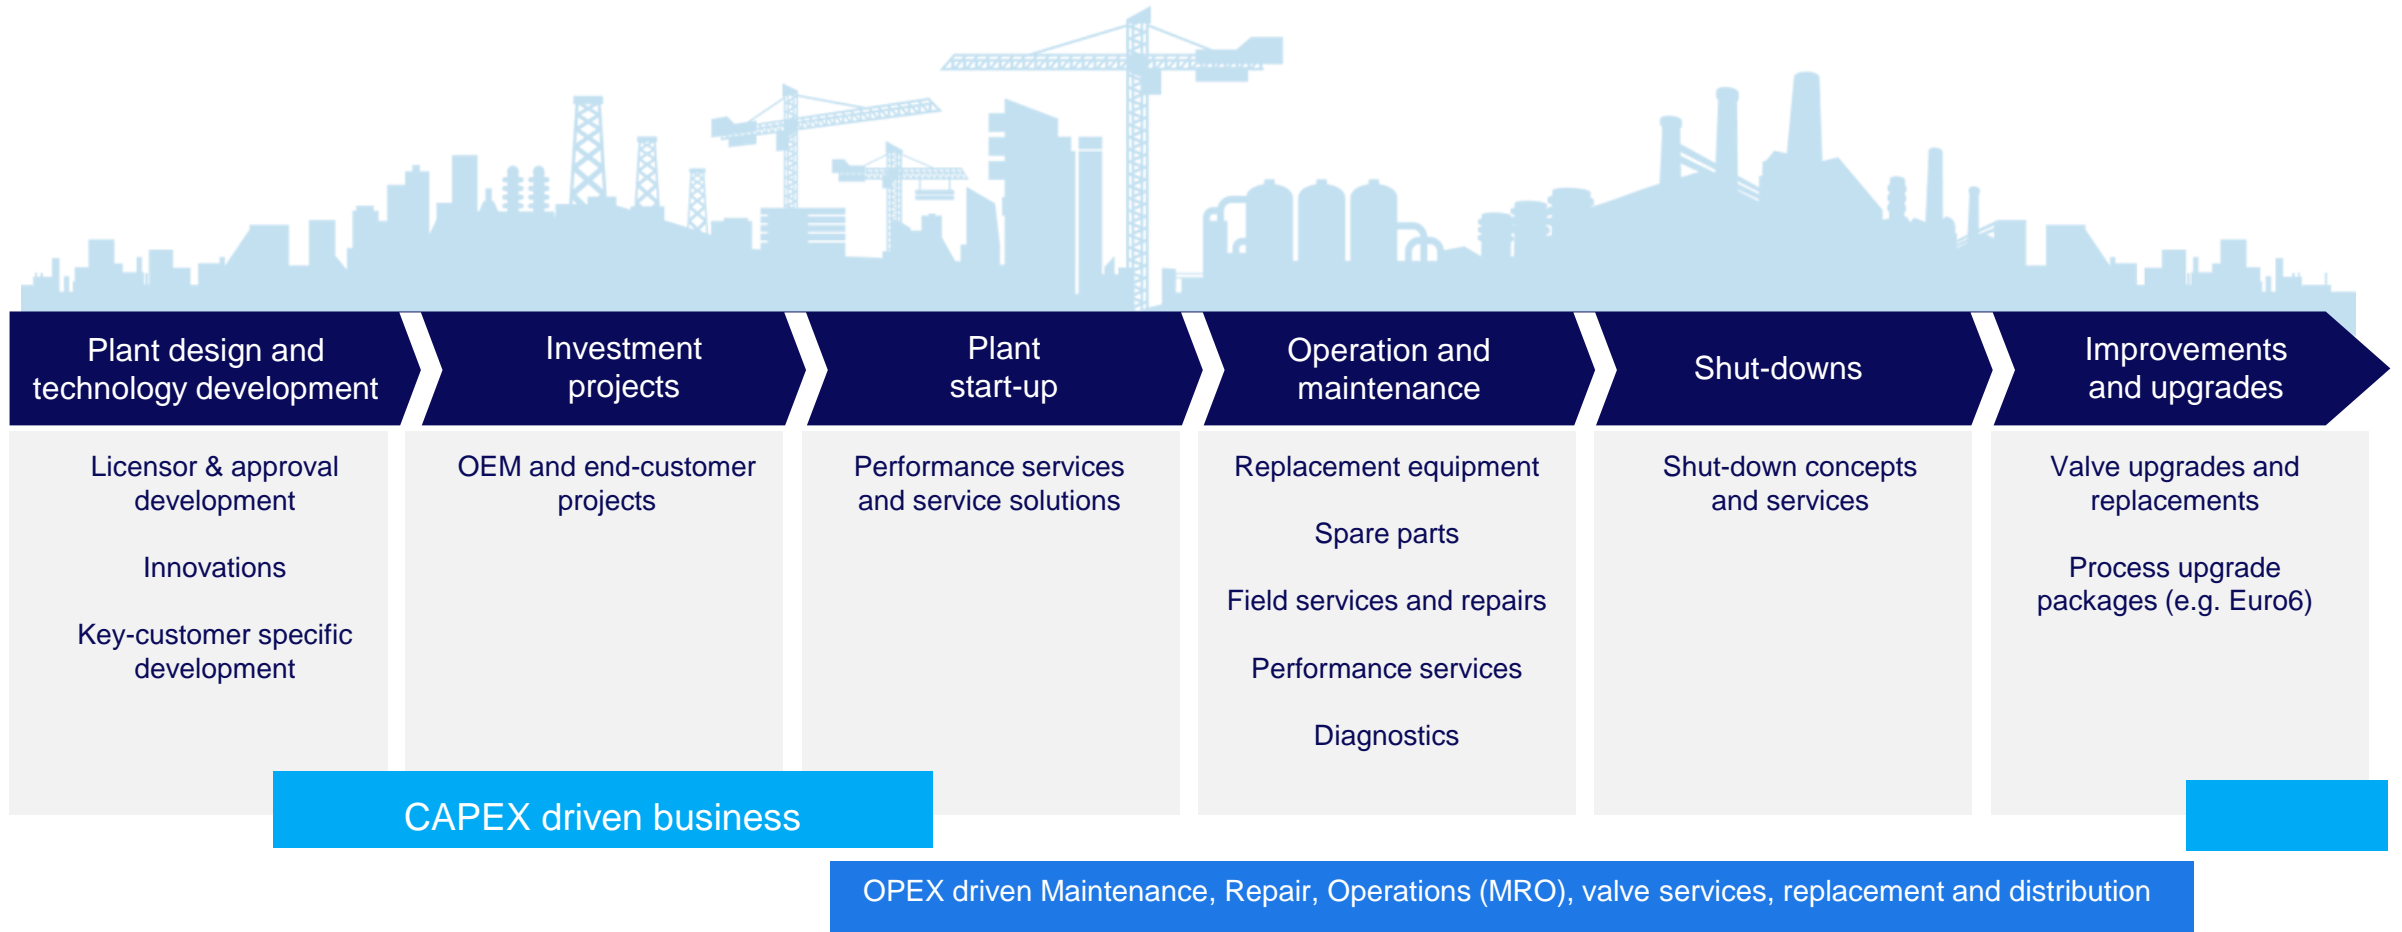 Plant design and
technology development
Investment
projects
Plant
start-up
Operation and
maintenance
Shut-downs
Improvements
and upgrades
Licensor & approval
development
Innovations
Key-customer specific
development
OEM and end-customer
projects
Performance services
and service solutions
Replacement equipment
Spare parts
Field services and repairs
Performance services
Diagnostics
Shut-down concepts
and services
Valve upgrades and
replacements
Process upgrade
packages (e.g. Euro6)
CAPEX driven business
OPEX driven Maintenance, Repair, Operations (MRO), valve services, replacement and distribution